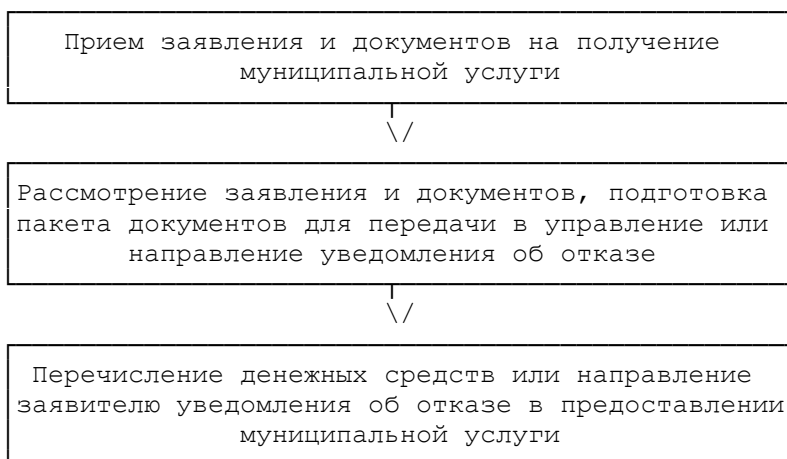 Прием заявления и документов на получение
муниципальной услуги
\/
Рассмотрение заявления и документов, подготовка
пакета документов для передачи в управление или
направление уведомления об отказе
\/
Перечисление денежных средств или направление
заявителю уведомления об отказе в предоставлении
муниципальной услуги